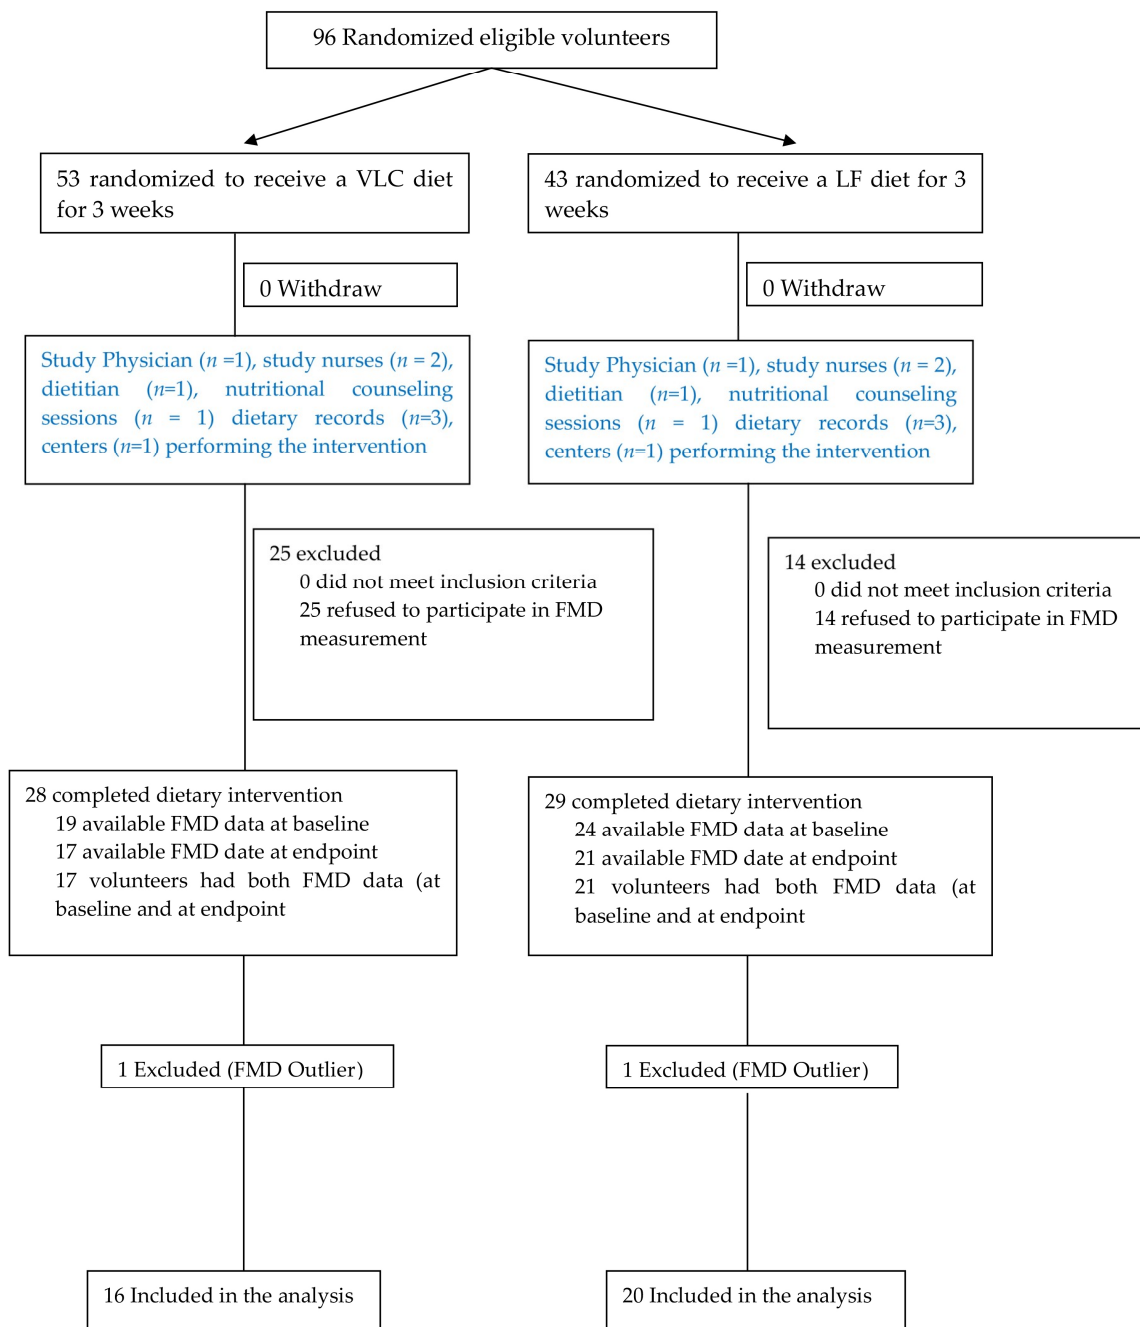 96 Randomized eligible volunteers
53 randomized to receive a VLC diet
for 3 weeks
43 randomized to receive a LF diet for 3
weeks
0 Withdraw
0 Withdraw
Study Physician (n =1), study nurses (n = 2),
dietitian (n=1), nutritional counseling
sessions (n = 1) dietary records (n=3),
centers (n=1) performing the intervention
Study Physician (n =1), study nurses (n = 2),
dietitian (n=1), nutritional counseling
sessions (n = 1) dietary records (n=3),
centers (n=1) performing the intervention
25 excluded
0 did not meet inclusion criteria
25 refused to participate in FMD
measurement
14 excluded
0 did not meet inclusion criteria
14 refused to participate in FMD
measurement
28 completed dietary intervention
19 available FMD data at baseline
17 available FMD date at endpoint
17 volunteers had both FMD data (at
baseline and at endpoint
29 completed dietary intervention
24 available FMD data at baseline
21 available FMD date at endpoint
21 volunteers had both FMD data (at
baseline and at endpoint
1 Excluded (FMD Outlier)
1 Excluded (FMD Outlier)
16 Included in the analysis
20 Included in the analysis